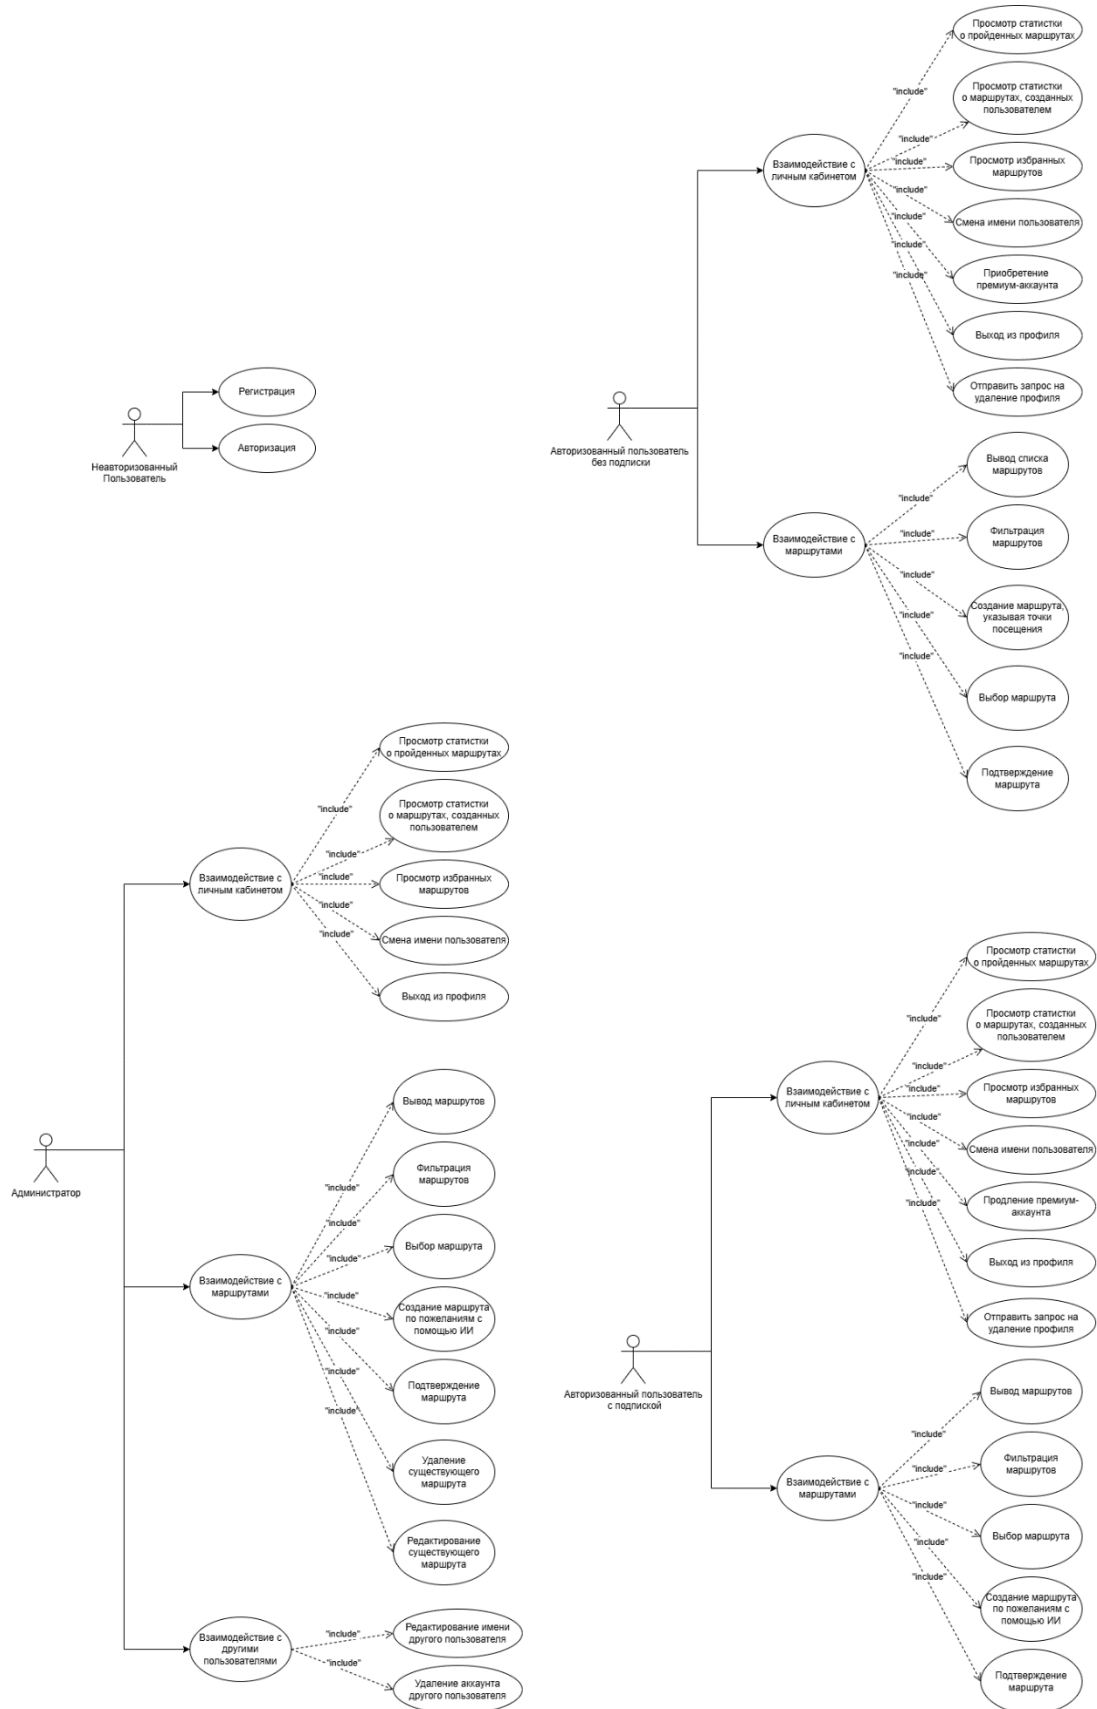 Неавторизованный
Пользователь
Регистрация
Авторизация
Авторизованный пользователь
без подписки
Взаимодействие с
личным кабинетом
"include"
"include"
"include"
"include"
"include"
"include"
"include"
Просмотр статистки
о пройденных маршрутах
Просмотр статистки
о маршрутах, созданных
пользователем
Просмотр избранных
маршрутов
Смена имени пользователя
Приобретение
премиум-аккаунта
Выход из профиля
Отправить запрос на
удаление профиля
Взаимодействие с
маршрутами
"include"
"include"
"include"
"include"
"include"
Вывод списка
маршрутов
Фильтрация
маршрутов
Создание маршрута,
указывая точки
посещения
Выбор маршрута
Подтверждение
маршрута
Администратор
Взаимодействие с
личным кабинетом
"include"
"include"
"include"
"include"
"include"
Просмотр статистки
о пройденных маршрутах
Просмотр статистки
о маршрутах, созданных
пользователем
Просмотр избранных
маршрутов
Смена имени пользователя
Выход из профиля
Взаимодействие с
маршрутами
"include"
"include"
"include"
"include"
"include"
"include"
"include"
Вывод маршрутов
Фильтрация
маршрутов
Выбор маршрута
Создание маршрута
по пожеланиям с
помощью ИИ
Подтверждение
маршрута
Удаление
существующего
маршрута
Редактирование
существующего
маршрута
Взаимодействие с
другими
пользователями
"include"
"include"
Редактирование имени
другого пользователя
Удаление аккаунта
другого пользователя
Авторизованный пользователь
с подпиской
Взаимодействие с
личным кабинетом
"include"
"include"
"include"
"include"
"include"
"include"
"include"
Просмотр статистки
о пройденных маршрутах
Просмотр статистки
о маршрутах, созданных
пользователем
Просмотр избранных
маршрутов
Смена имени пользователя
Продление премиум-
аккаунта
Выход из профиля
Отправить запрос на
удаление профиля
Взаимодействие с
маршрутами
"include"
"include"
"include"
"include"
"include"
Вывод маршрутов
Фильтрация
маршрутов
Выбор маршрута
Создание маршрута
по пожеланиям с
помощью ИИ
Подтверждение
маршрута